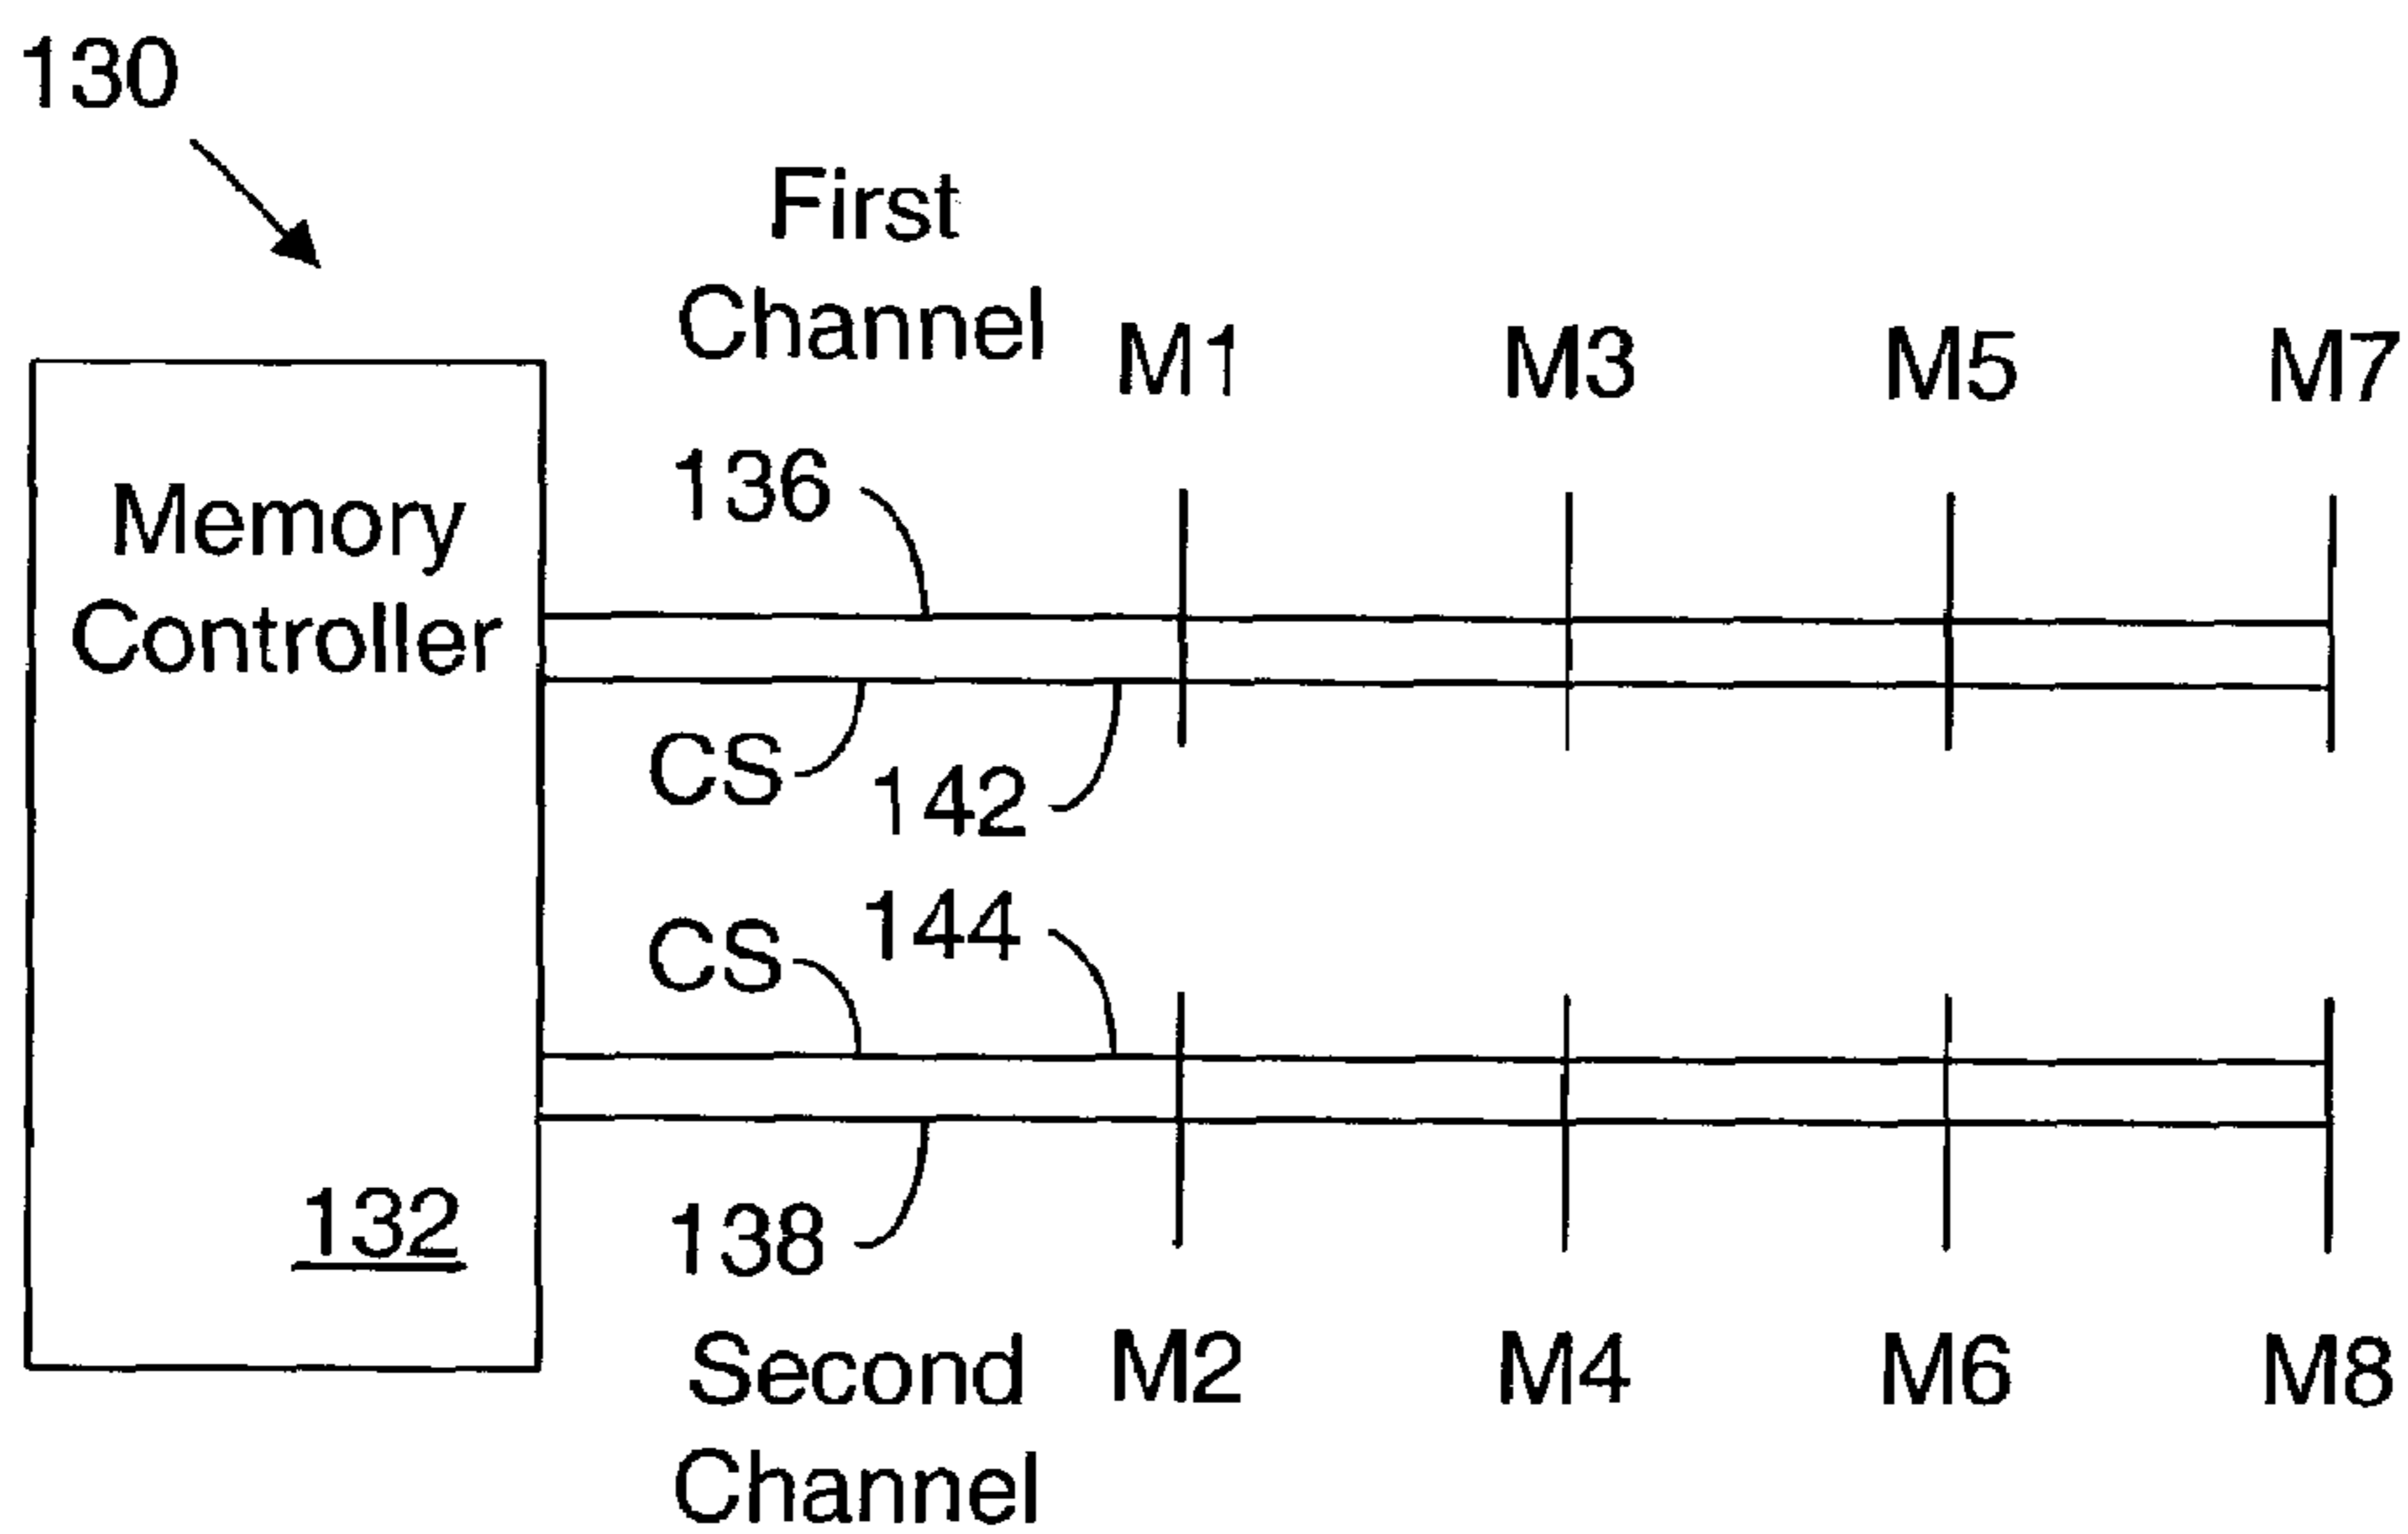 130
First
Channel
M1
M3
M5
M7
136
Memory
Controller
CS
142
144
CS
132
138
Second
Channel
M2
M4
M6
M8